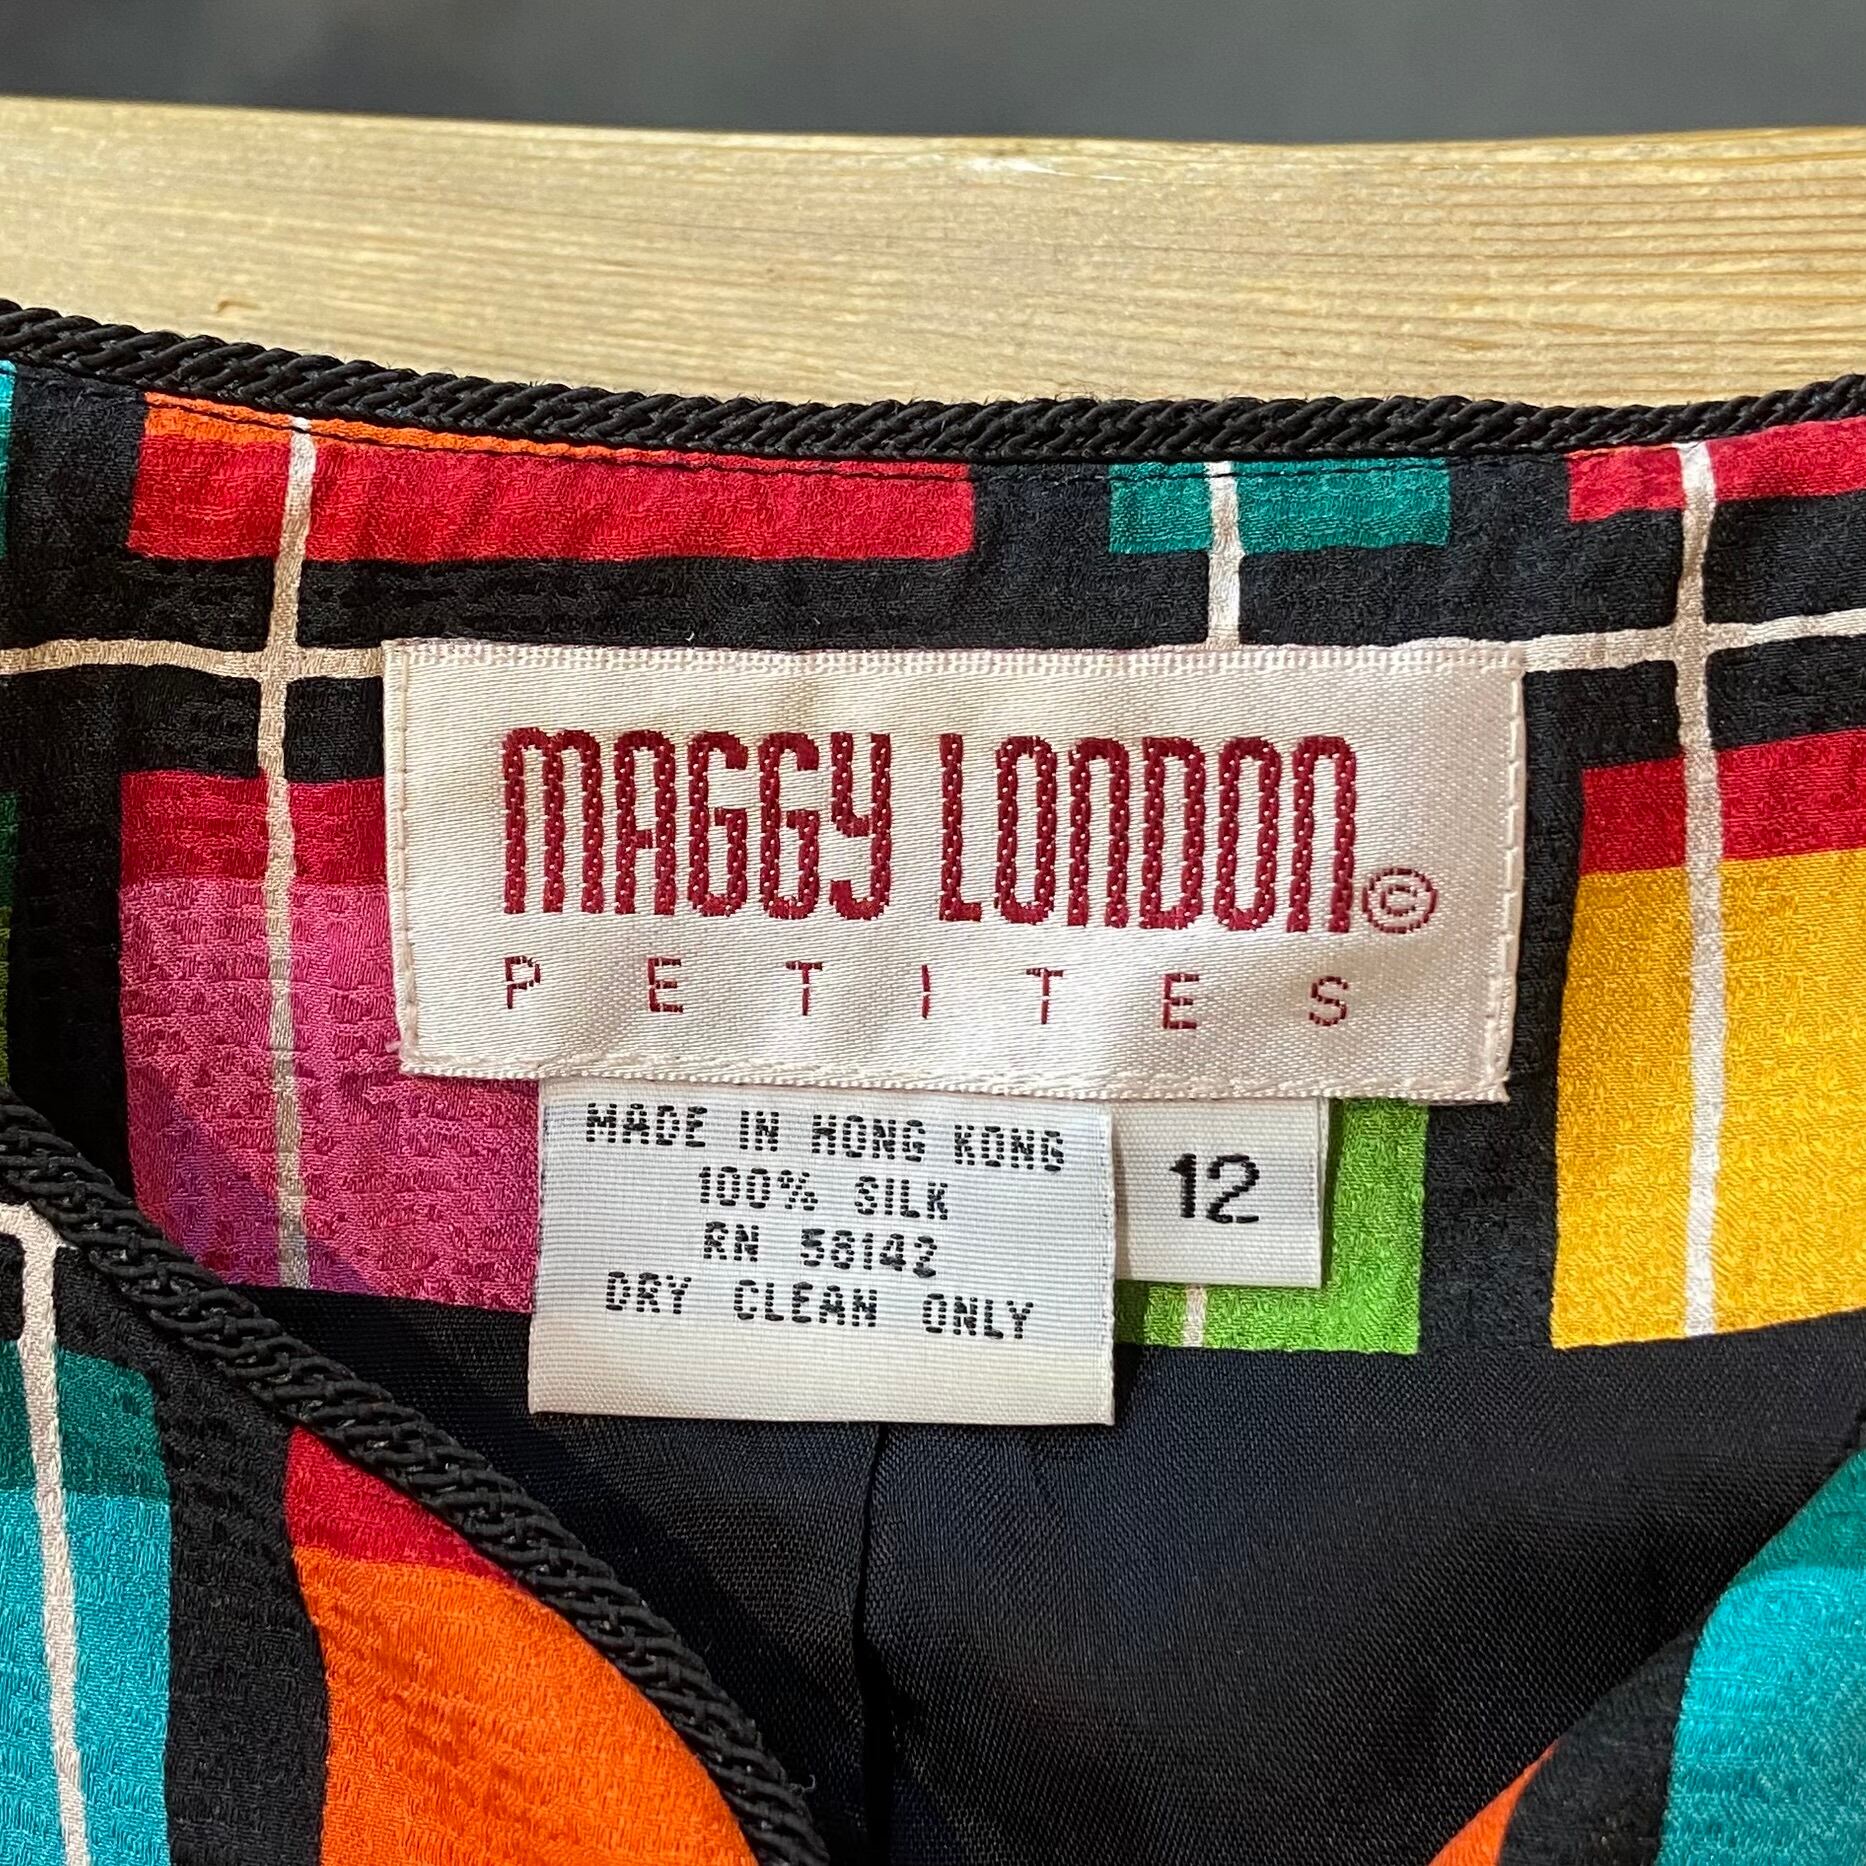 MAGGY LONDON ©
PETITES
MADE IN HONG KONG
100% SILK
RN 58142
DRY CLEAN ONLY
12